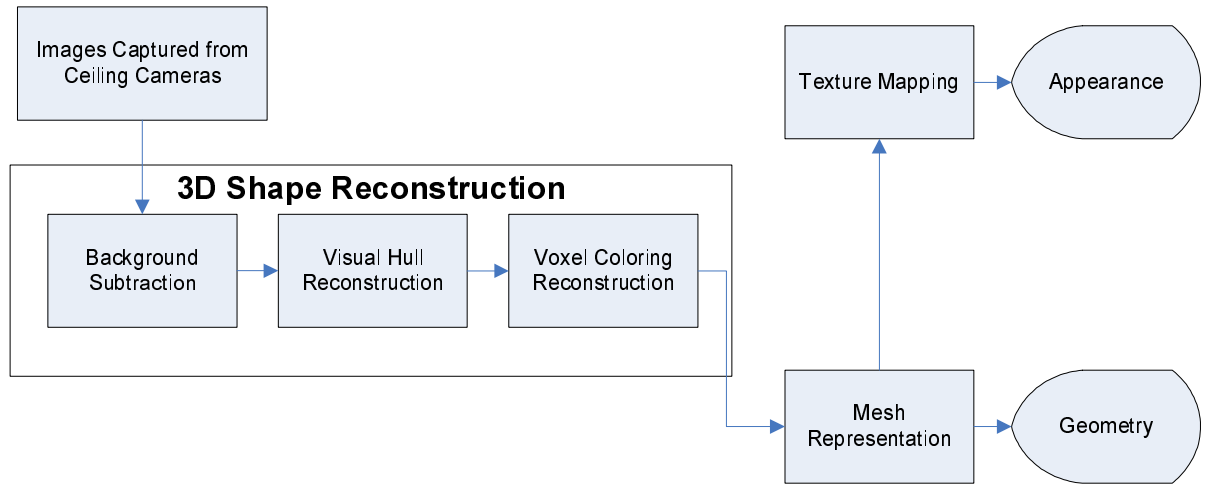 Images Captured from
Ceiling Cameras
3D Shape Reconstruction
Background
Subtraction
Visual Hull
Reconstruction
Voxel Coloring
Reconstruction
Texture Mapping
Appearance
Mesh
Representation
Geometry